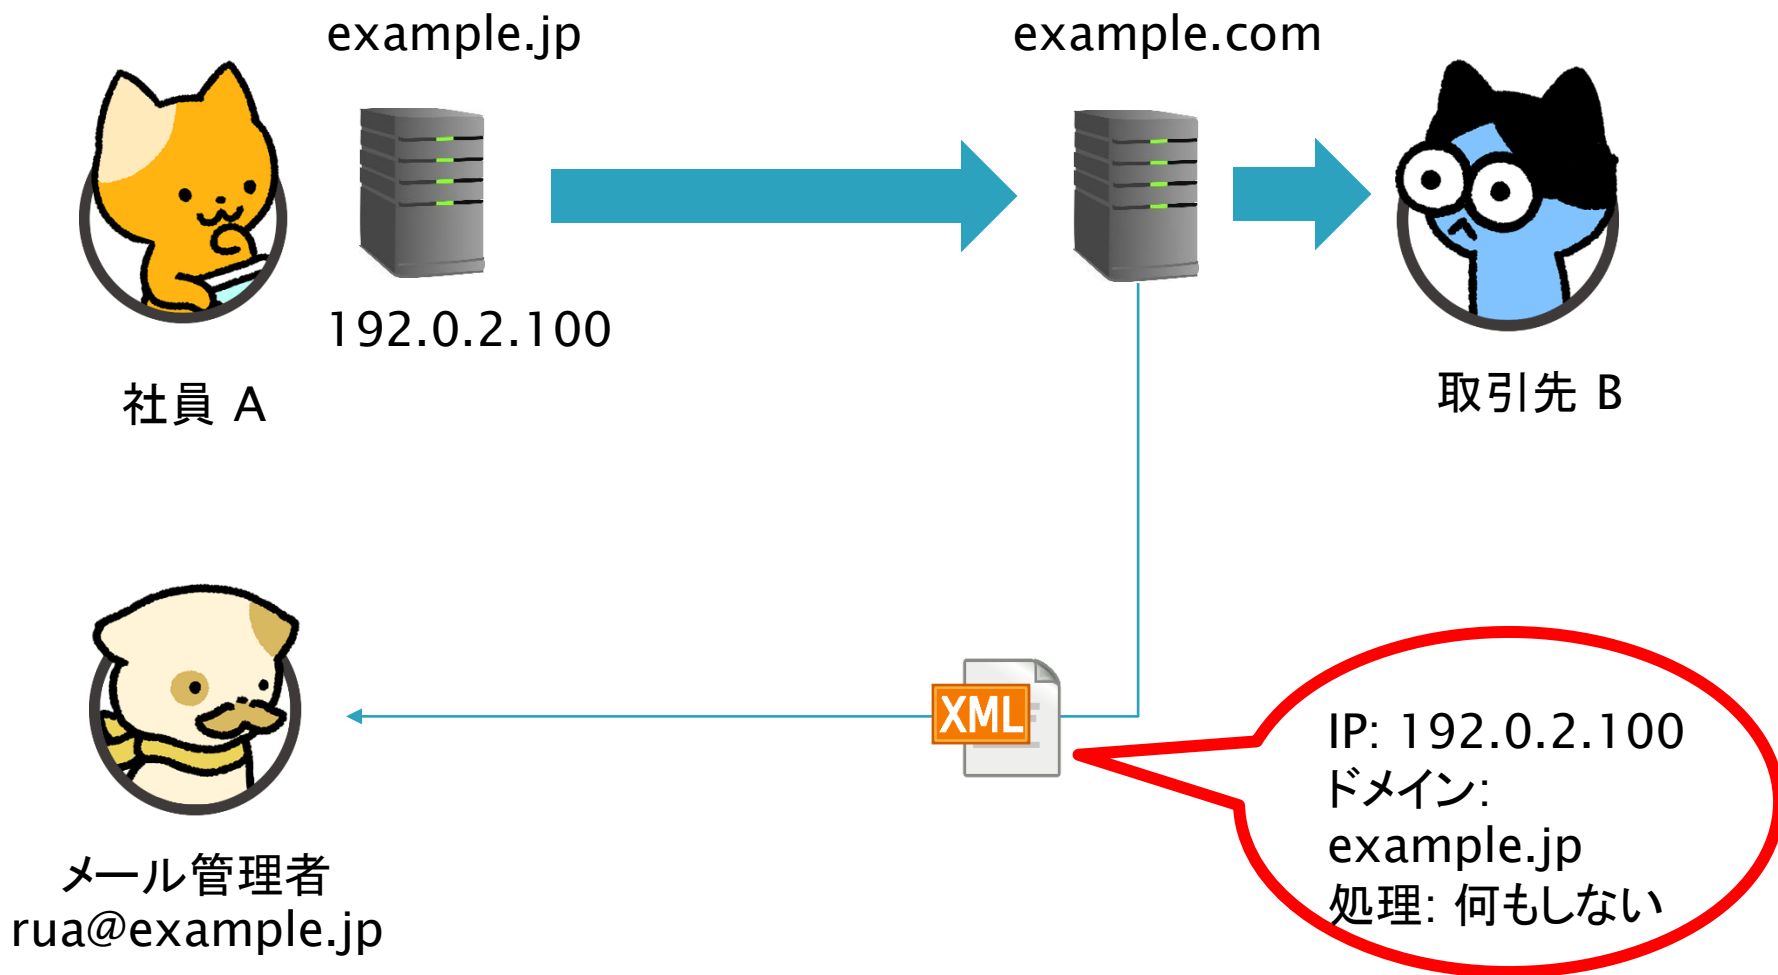 example.jp
example.com
192.0.2.100
社員 A
取引先 B
XML
IP: 192.0.2.100
ドメイン:
example.jp
処理: 何もしない
メール管理者
rua@example.jp